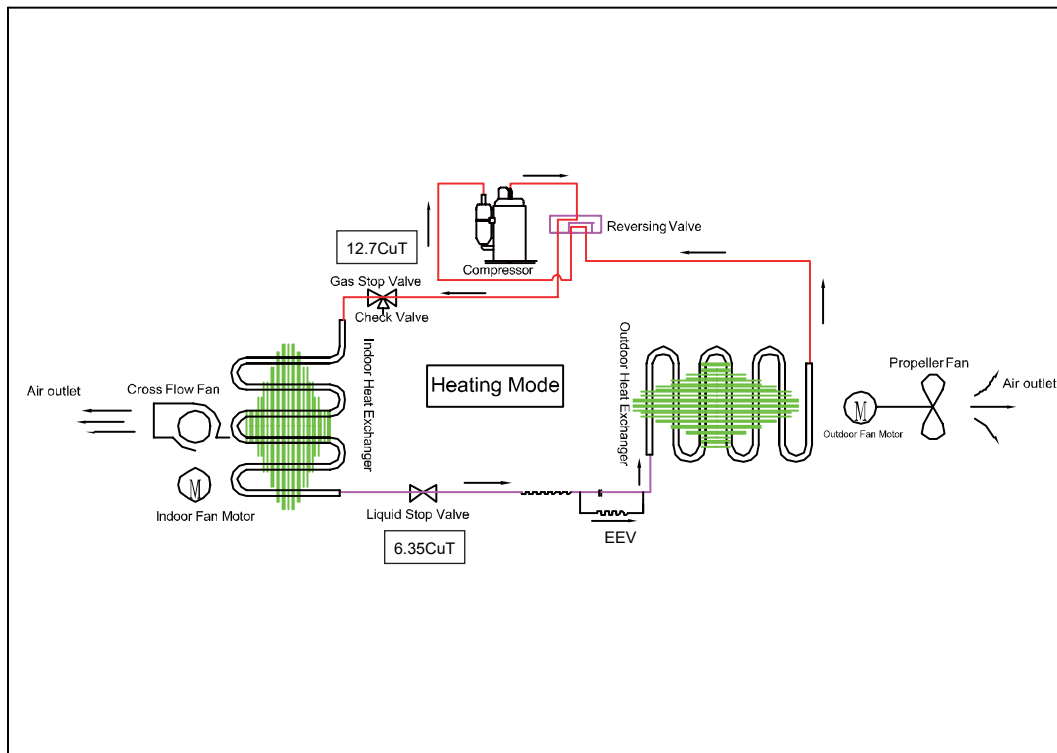 Reversing Valve
12.7CuT
Compressor
Gas Stop Valve
Check Valve
Indoor Heat Exchanger
Outdoor Heat Exchanger
Heating Mode
Propeller Fan
Air outlet
Cross Flow Fan
Air outlet
M
Outdoor Fan Motor
M
Indoor Fan Motor
Liquid Stop Valve
EEV
6.35CuT